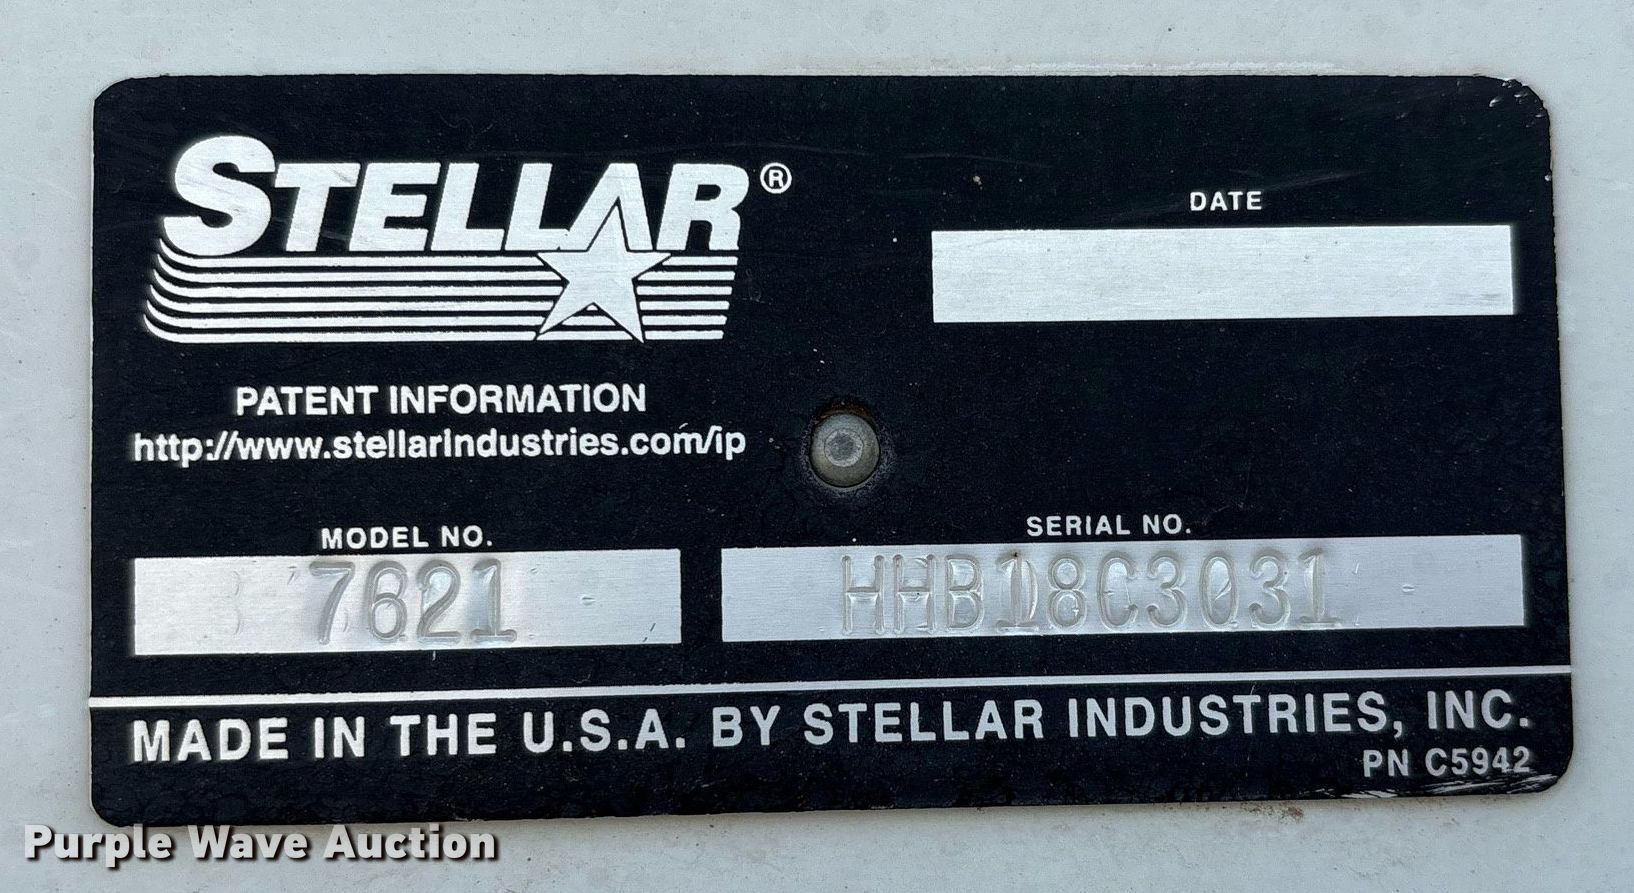 STELLAR®
DATE
PATENT INFORMATION
http://www.stellarindustries.com/ip
MODEL NO.
7621
SERIAL NO.
HHB18C3031
MADE IN THE U.S.A. BY STELLAR INDUSTRIES, INC.
PN C5942
Purple Wave Auction